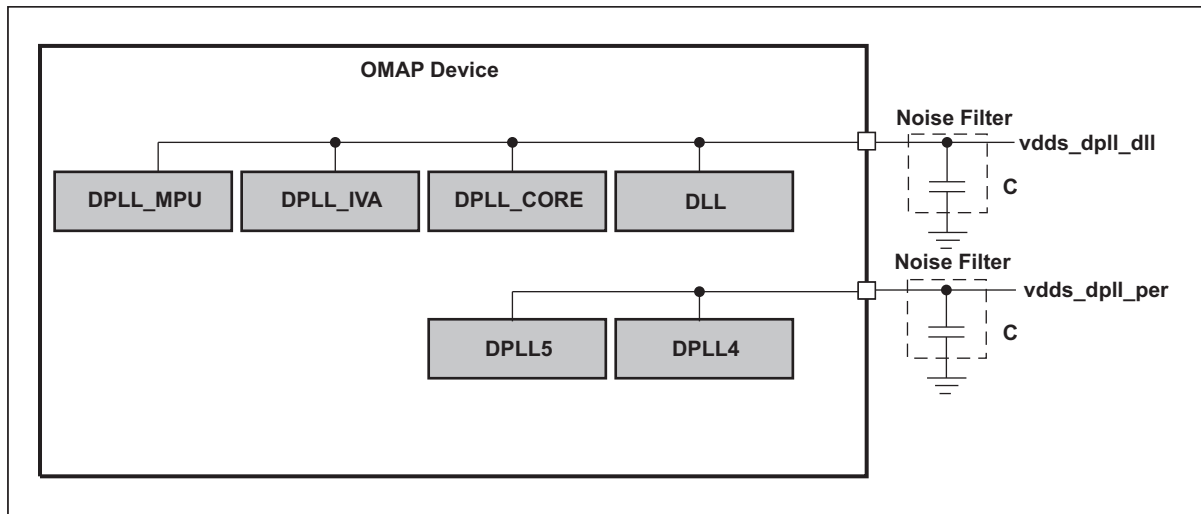 OMAP Device
Noise Filter
vdds_dpll_dll
C
DPLL_MPU
DPLL_IVA
DPLL_CORE
DLL
Noise Filter
vdds_dpll_per
C
DPLL5
DPLL4